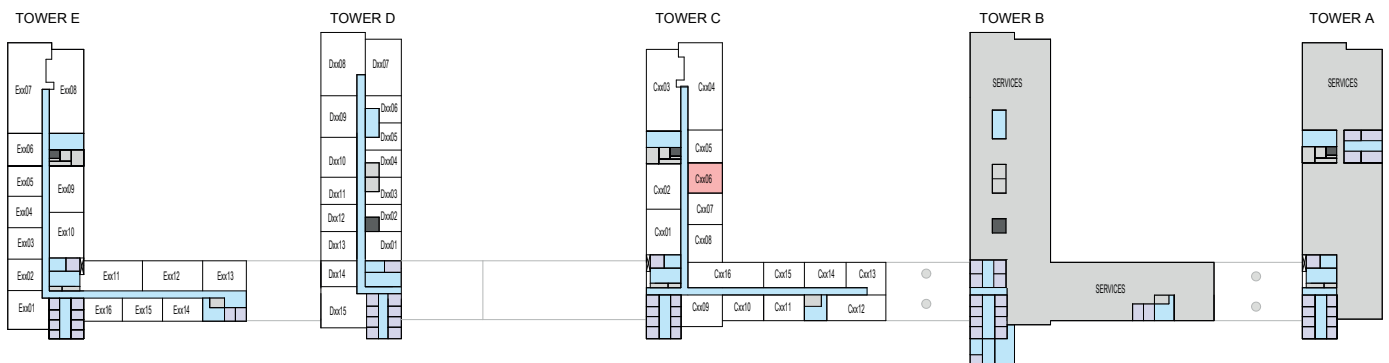 TOWER E
TOWER D
TOWER C
TOWER B
TOWER A
Exx07
Exx08
Exx06
Exx05
Exx09
Exx04
Exx03
Exx10
Exx02
Exx11
Exx12
Exx13
Exx01
Exx16
Exx15
Exx14
Dxx08
Dxx07
Dxx09
Dxx06
Dxx05
Dxx10
Dxx04
Dxx11
Dxx03
Dxx12
Dxx02
Dxx13
Dxx01
Dxx14
Dxx15
Cxx03
Cxx04
Cxx05
Cxx06
Cxx02
Cxx07
Cxx01
Cxx08
Cxx16
Cxx15
Cxx14
Cxx13
Cxx09
Cxx10
Cxx11
Cxx12
SERVICES
SERVICES
SERVICES